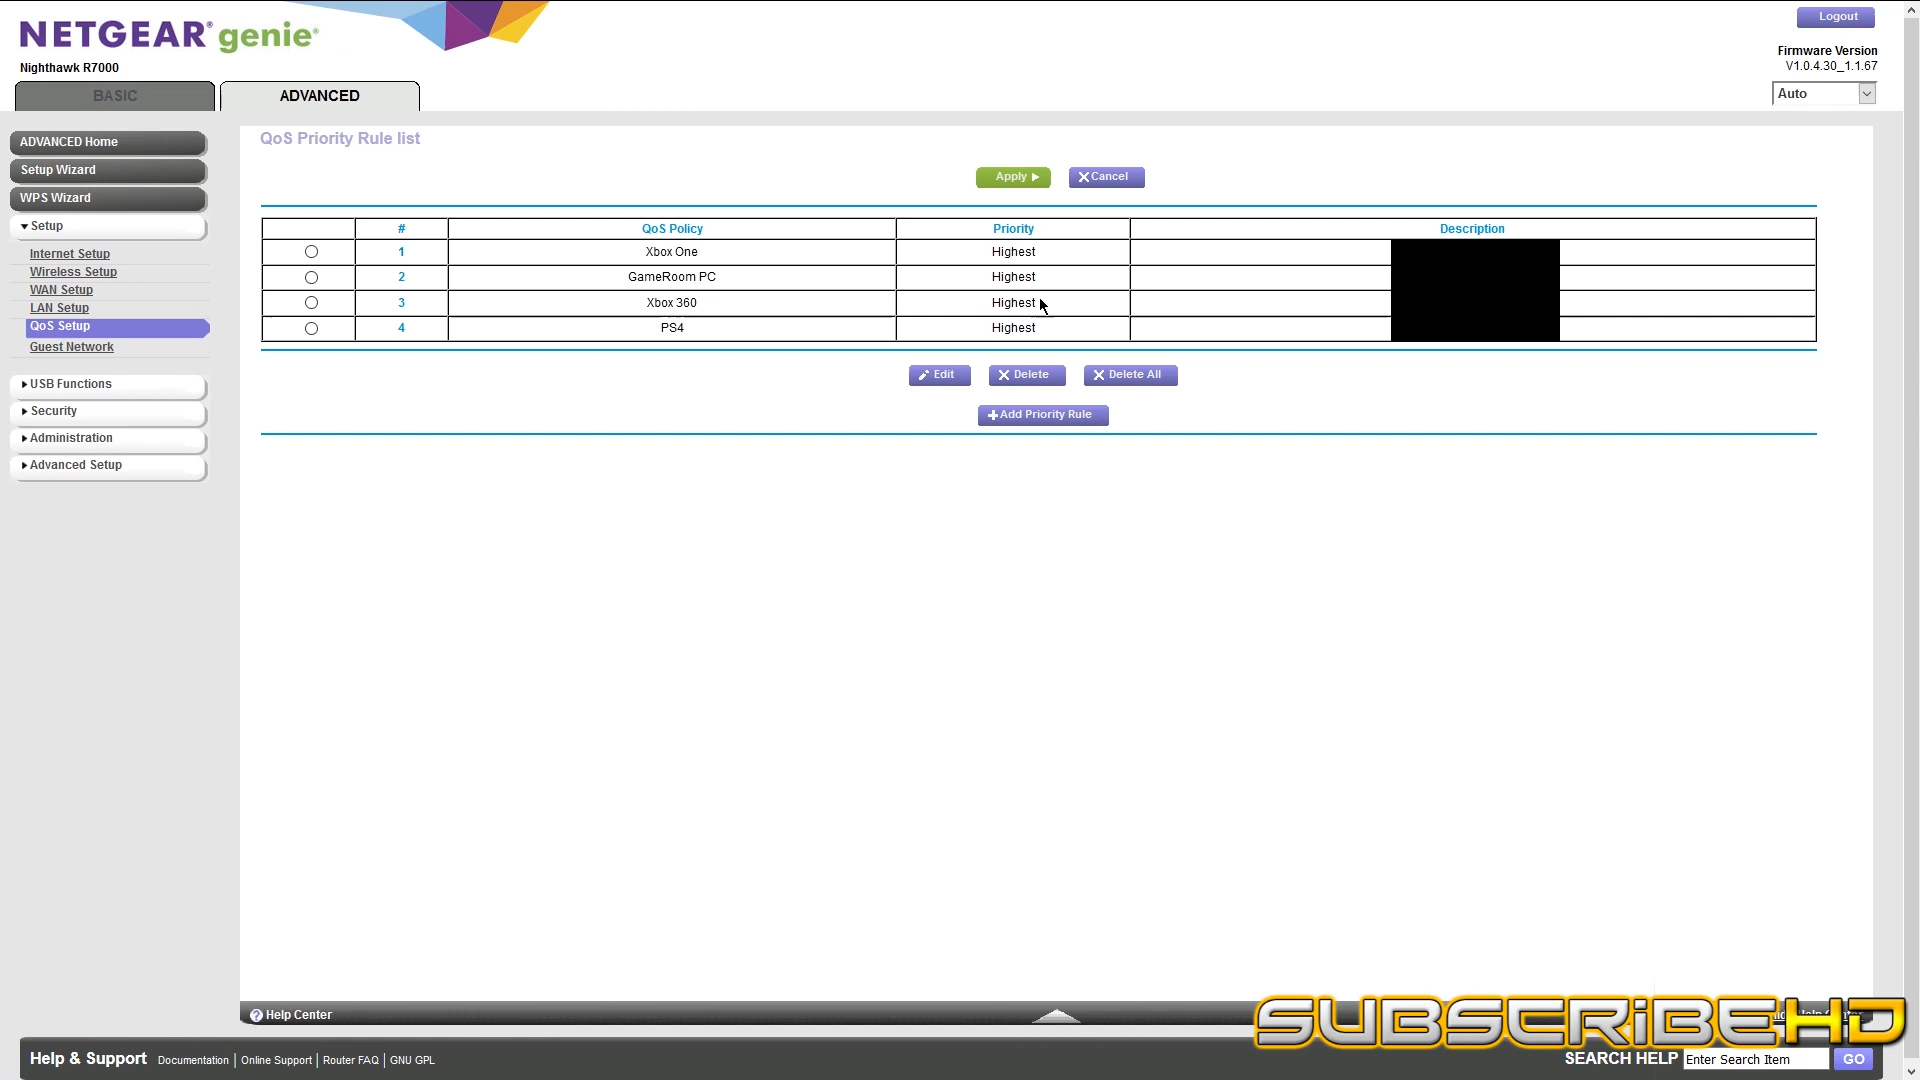 NETGEAR® genie®
Nighthawk R7000
Logout
Firmware Version
V1.0.4.30_1.1.67
BASIC
ADVANCED
Auto
ADVANCED Home
Setup Wizard
WPS Wizard
Setup
Internet Setup
Wireless Setup
WAN Setup
LAN Setup
QoS Setup
Guest Network
USB Functions
Security
Administration
Advanced Setup
QoS Priority Rule list
Apply
Cancel
# QoS Policy Priority Description
1 Xbox One Highest
2 GameRoom PC Highest
3 Xbox 360 Highest
4 PS4 Highest
Edit Delete Delete All
Add Priority Rule
Help Center
SUBSCRiBE HD
Help & Support Documentation | Online Support | Router FAQ | GNU GPL
SEARCH HELP Enter Search Item GO